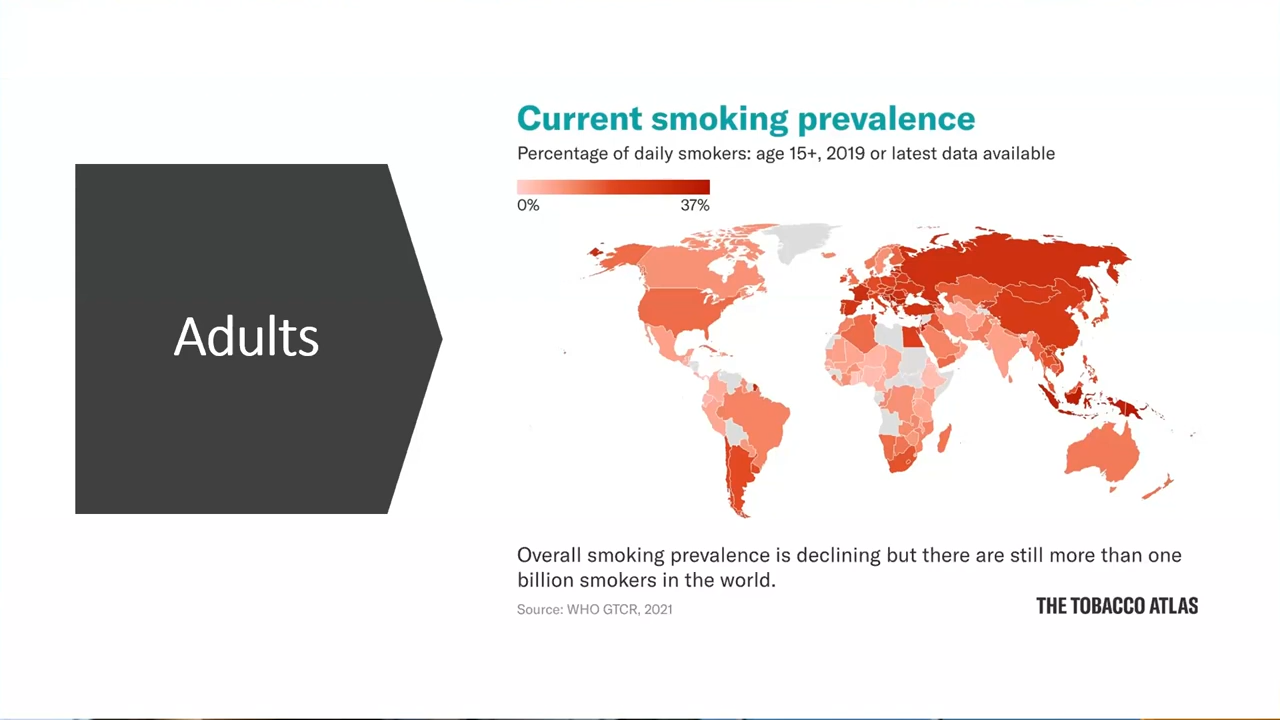 Adults
Current smoking prevalence
Percentage of daily smokers: age 15+, 2019 or latest data available
0% 37%
Overall smoking prevalence is declining but there are still more than one
billion smokers in the world.
Source: WHO GTCR, 2021
THE TOBACCO ATLAS